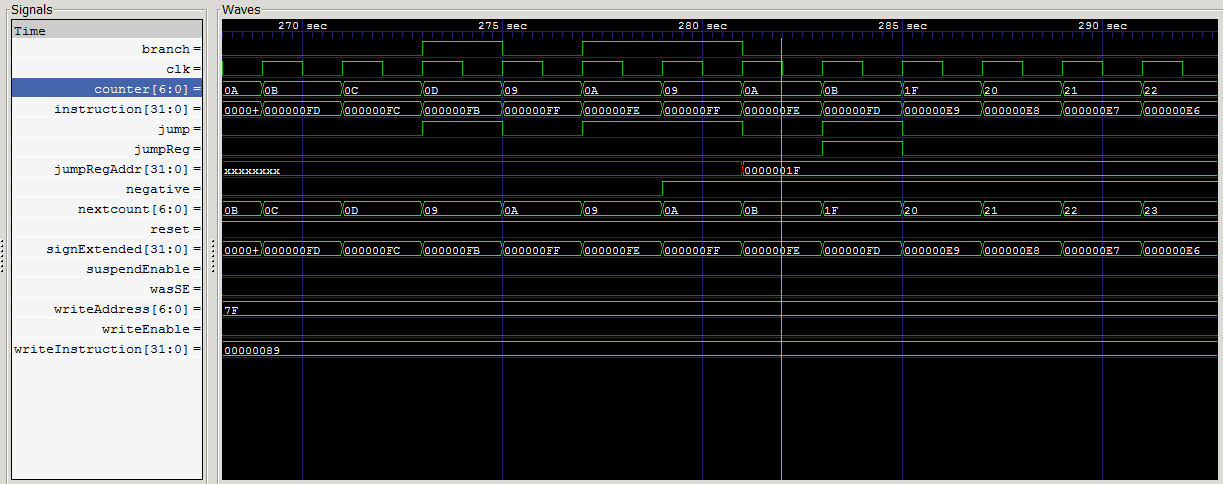 Signals Waves
Time 270 sec 275 sec 280 sec 285 sec 290 sec
branch =
clk =
counter[6:0] = 0A 0B 0C 0D 09 0A 09 0A 0B 1F 20 21 22
instruction[31:0] = 0000+ 000000FD 000000FC 000000FB 000000FF 000000FE 000000FF 000000FE 000000FD 000000E9 000000E8 000000E7 000000E6
jump =
jumpReg =
jumpRegAddr[31:0] = xxxxxxxx 0000001F
negative =
nextcount[6:0] = 0B 0C 0D 09 0A 09 0A 0B 1F 20 21 22 23
reset =
signExtended[31:0] = 0000+ 000000FD 000000FC 000000FB 000000FF 000000FE 000000FF 000000FE 000000FD 000000E9 000000E8 000000E7 000000E6
suspendEnable =
wasSE =
writeAddress[6:0] = 7F
writeEnable =
writeInstruction[31:0] = 00000089